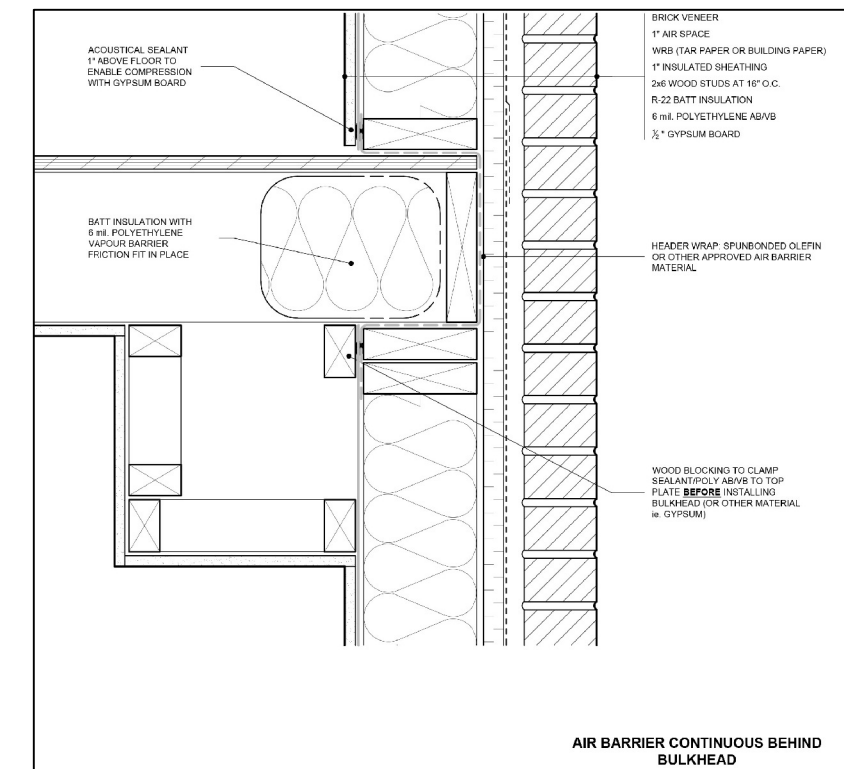 ACOUSTICAL SEALANT
1" ABOVE FLOOR TO
ENABLE COMPRESSION
WITH GYPSUM BOARD
BRICK VENEER
1" AIR SPACE
WRB (TAR PAPER OR BUILDING PAPER)
1" INSULATED SHEATHING
2x6 WOOD STUDS AT 16" O.C.
R-22 BATT INSULATION
6 mil. POLYETHYLENE AB/VB
½" GYPSUM BOARD
BATT INSULATION WITH
6 mil. POLYETHYLENE
VAPOUR BARRIER
FRICTION FIT IN PLACE
HEADER WRAP: SPUNBONDED OLEFIN
OR OTHER APPROVED AIR BARRIER
MATERIAL
WOOD BLOCKING TO CLAMP
SEALANT/POLY AB/VB TO TOP
PLATE BEFORE INSTALLING
BULKHEAD (OR OTHER MATERIAL
ie. GYPSUM)
AIR BARRIER CONTINUOUS BEHIND
BULKHEAD